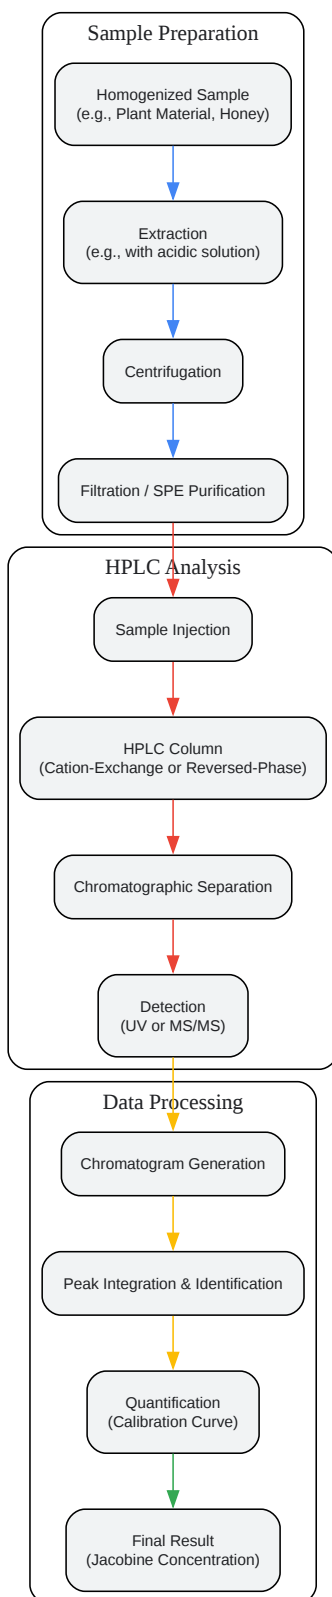 Sample Preparation
Homogenized Sample
(e.g., Plant Material, Honey)
Extraction
(e.g., with acidic solution)
Centrifugation
Filtration / SPE Purification
HPLC Analysis
Sample Injection
HPLC Column
(Cation-Exchange or Reversed-Phase)
Chromatographic Separation
Detection
(UV or MS/MS)
Data Processing
Chromatogram Generation
Peak Integration & Identification
Quantification
(Calibration Curve)
Final Result
(Jacobine Concentration)